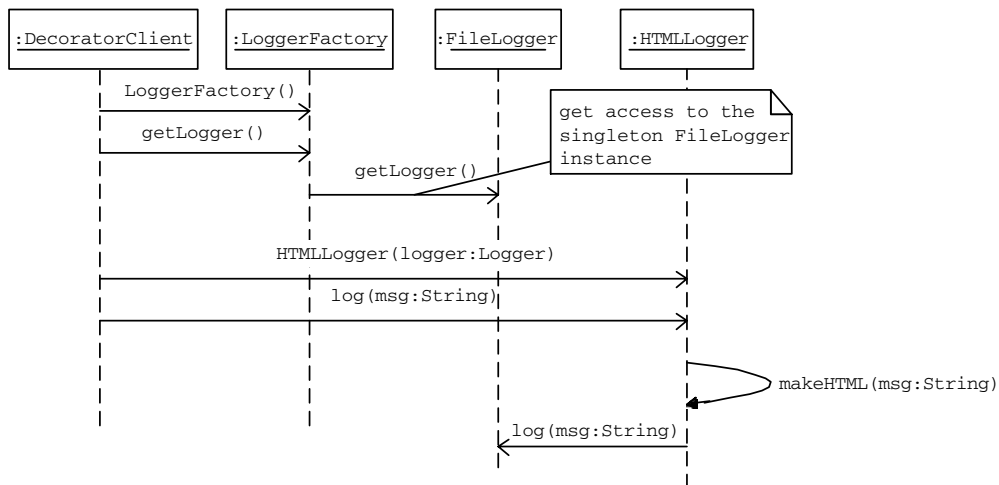 :DecoratorClient
:LoggerFactory
:FileLogger
:HTMLLogger
LoggerFactory()
getLogger()
get access to the
singleton FileLogger
instance
getLogger()
HTMLLogger(logger:Logger)
log(msg:String)
makeHTML(msg:String)
log(msg:String)